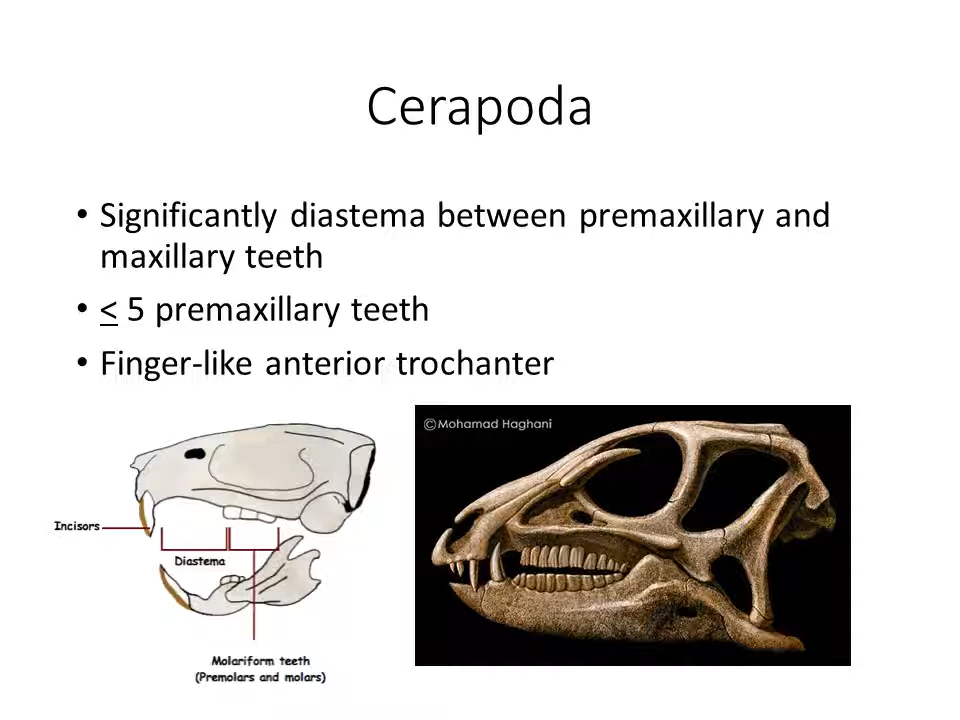 Cerapoda
• Significantly diastema between premaxillary and
maxillary teeth
• < 5 premaxillary teeth
• Finger-like anterior trochanter
Incisors
Diastema
Molariform teeth
(Premolars and molars)
©Mohamad Haghani